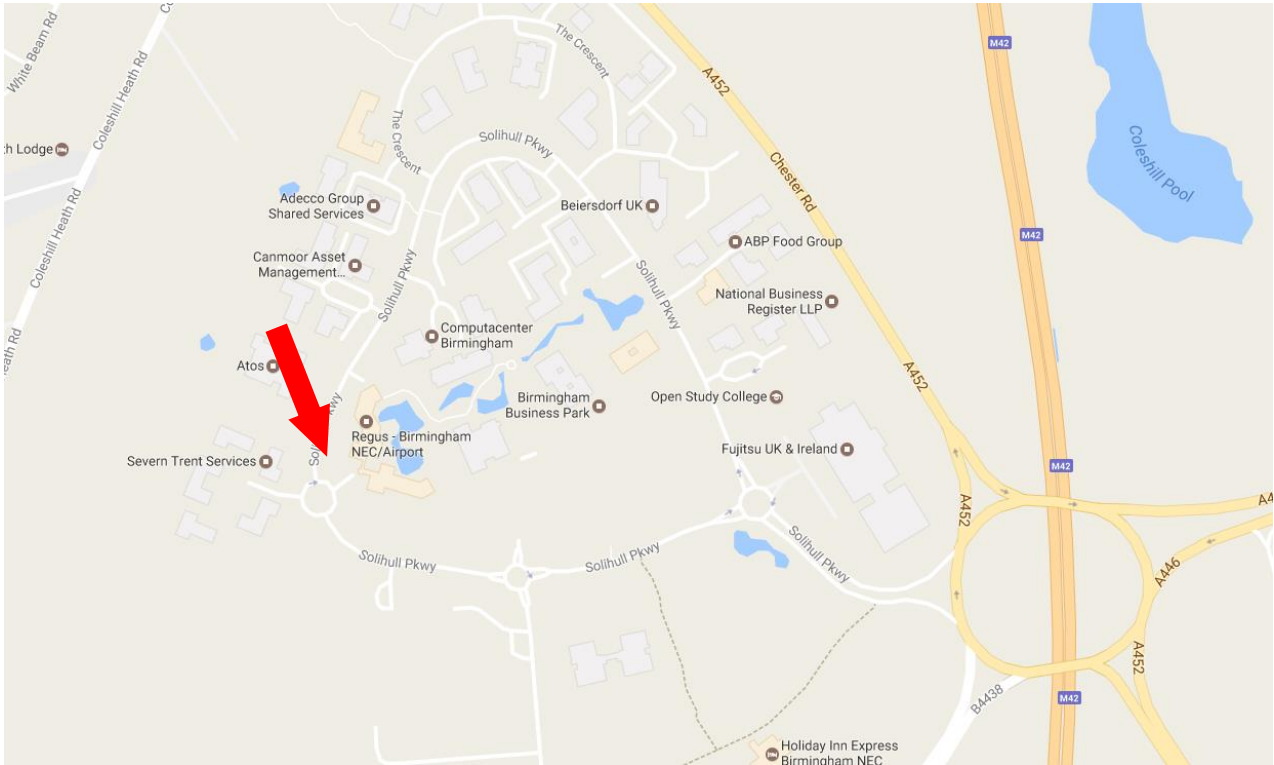 White Beam Rd
Coleshill Heath Rd
The Crescent
A452
M42
Coleshill Pool
Solihull Pkwy
The Crescent
th Lodge
Chester Rd
Adecco Group
Shared Services
Beiersdorf UK
ABP Food Group
M42
Coleshill Heath Rd
Canmoor Asset
Management...
Solihull Pkwy
Solihull Pkwy
National Business
Register LLP
Computacenter
Birmingham
eath Rd
Atos
A452
Birmingham
Business Park
Open Study College
Regus - Birmingham
NEC/Airport
Fujitsu UK & Ireland
Severn Trent Services
M42
A452
A4
Solihull Pkwy
Solihull Pkwy
Solihull Pkwy
A446
A452
B4438
M42
Holiday Inn Express
Birmingham NEC